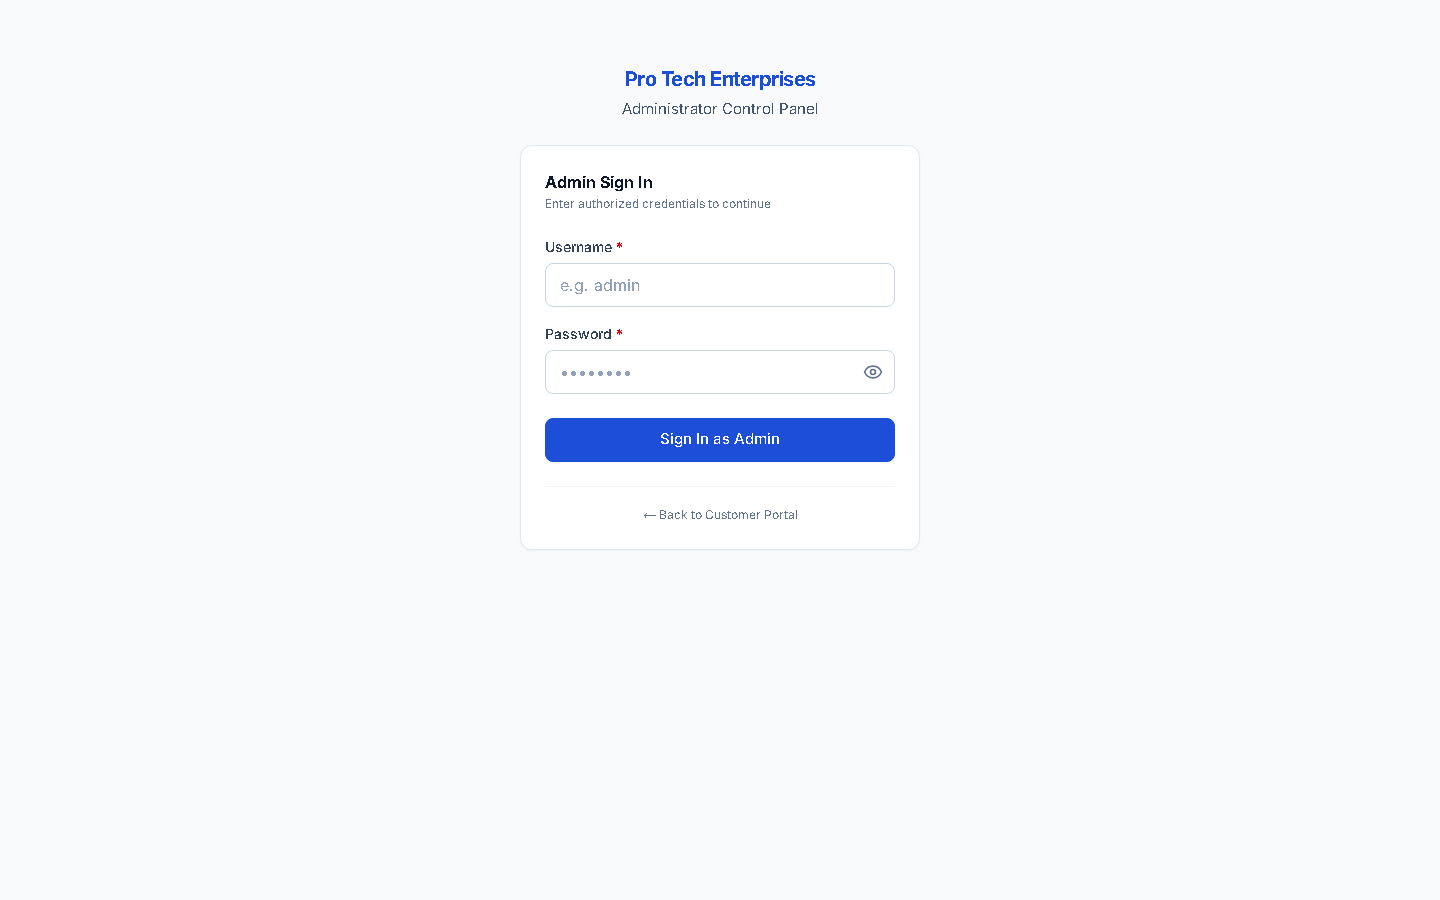 Pro Tech Enterprises
Administrator Control Panel
Admin Sign In
Enter authorized credentials to continue
Username *
e.g. admin
Password *
••••••••
Sign In as Admin
← Back to Customer Portal